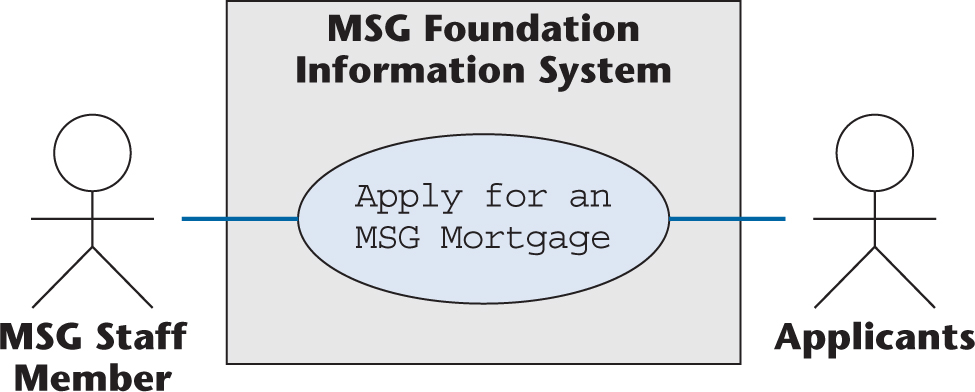 MSG Foundation
Information System
Apply for an
MSG Mortgage
MSG Staff
Member
Applicants